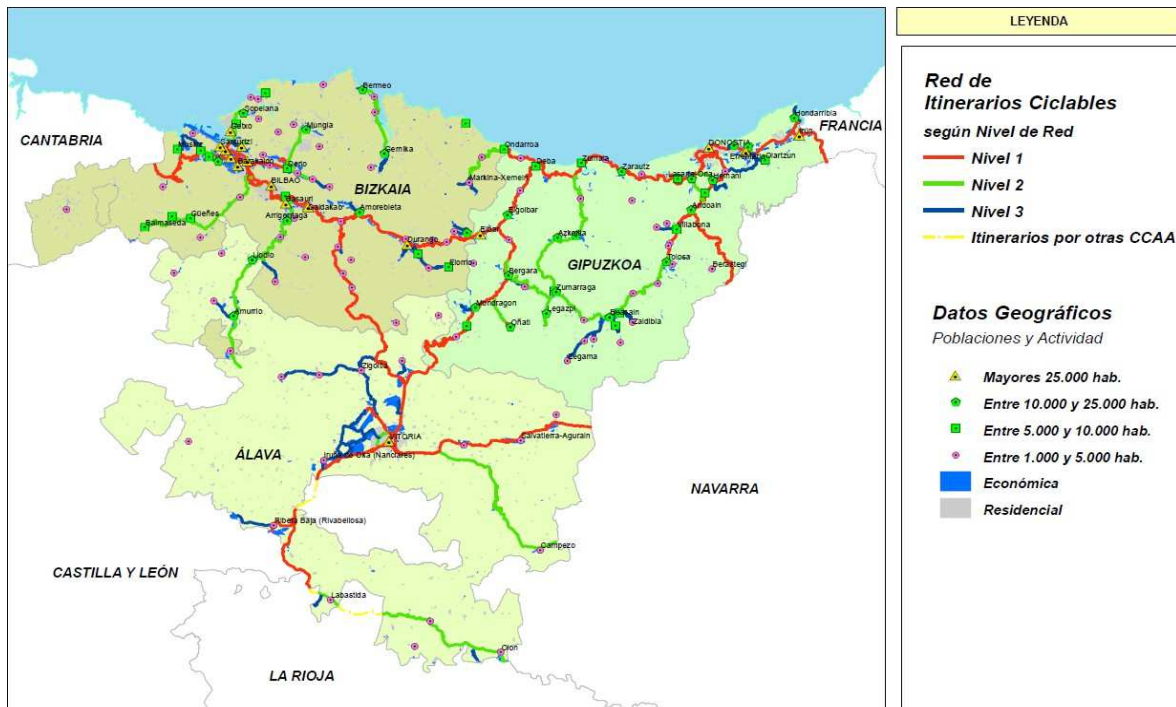 LEYENDA
Red de
Itinerarios Ciclables
según Nivel de Red
Nivel 1
Nivel 2
Nivel 3
Itinerarios por otras CCAA
Datos Geográficos
Poblaciones y Actividad
Mayores 25.000 hab.
Entre 10.000 y 25.000 hab.
Entre 5.000 y 10.000 hab.
Entre 1.000 y 5.000 hab.
Económica
Residencial
CANTABRIA
FRANCIA
BIZKAIA
GIPUZKOA
ÁLAVA
NAVARRA
CASTILLA Y LEÓN
LA RIOJA
Bermeo
Sopelana
Getxo
Mungia
Hondarribia
Irun
Muskiz
Barakaldo
Derio
Gernika
Ondarroa
Deba
Zumaia
Zarautz
DONOSTIA
Oiartzun
Lasarte-Oria
Hernani
Markina-Xemein
BILBAO
Basauri
Galdakao
Arrigorriaga
Amorebieta
Güeñes
Balmaseda
Elgoibar
Andoain
Villabona
Durango
Eibar
Elorrio
Azkoitia
Llodio
Bergara
Tolosa
Berastegi
Zumarraga
Mondragon
Legazpi
Oñati
Beasain
Zaldibia
Amurrio
Zegama
Zigoitia
VITORIA
Salvatierra-Agurain
Iruña de Oka (Nanclares)
Ribera Baja (Rivabellosa)
Campezo
Labastida
Oion